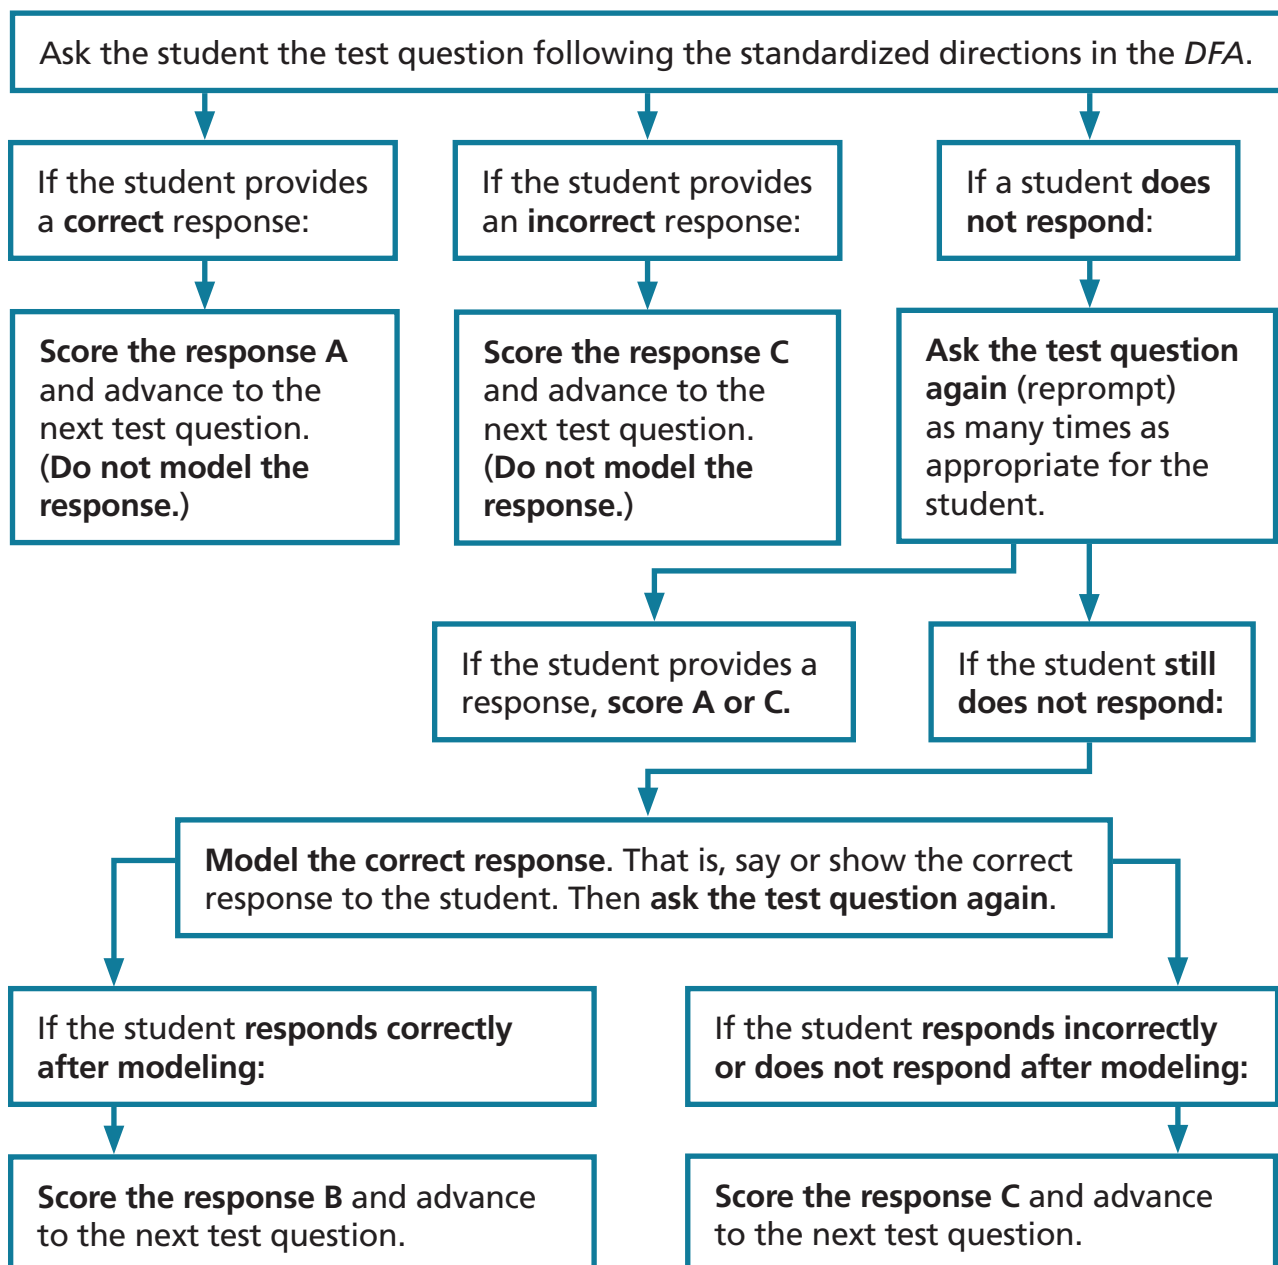 Ask the student the test question following the standardized directions in the DFA.
If the student provides
a correct response:
If the student provides
an incorrect response:
If a student does
not respond:
Score the response A
and advance to the
next test question.
(Do not model the
response.)
Score the response C
and advance to the
next test question.
(Do not model the
response.)
Ask the test question
again (reprompt)
as many times as
appropriate for the
student.
If the student provides a
response, score A or C.
If the student still
does not respond:
Model the correct response. That is, say or show the correct
response to the student. Then ask the test question again.
If the student responds correctly
after modeling:
If the student responds incorrectly
or does not respond after modeling:
Score the response B and advance
to the next test question.
Score the response C and advance
to the next test question.